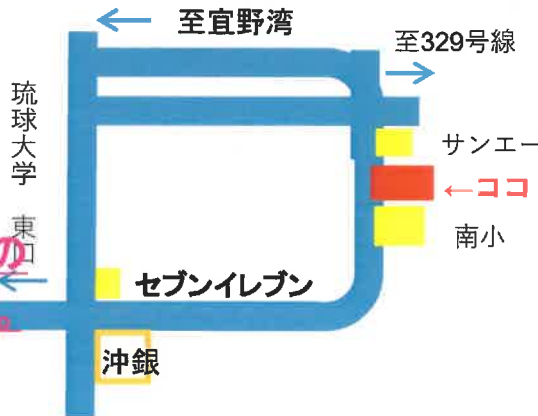 至宜野湾
至329号線
琉球大学 東口
サンエー
←ココ
南小
の
セブンイレブン
沖銀